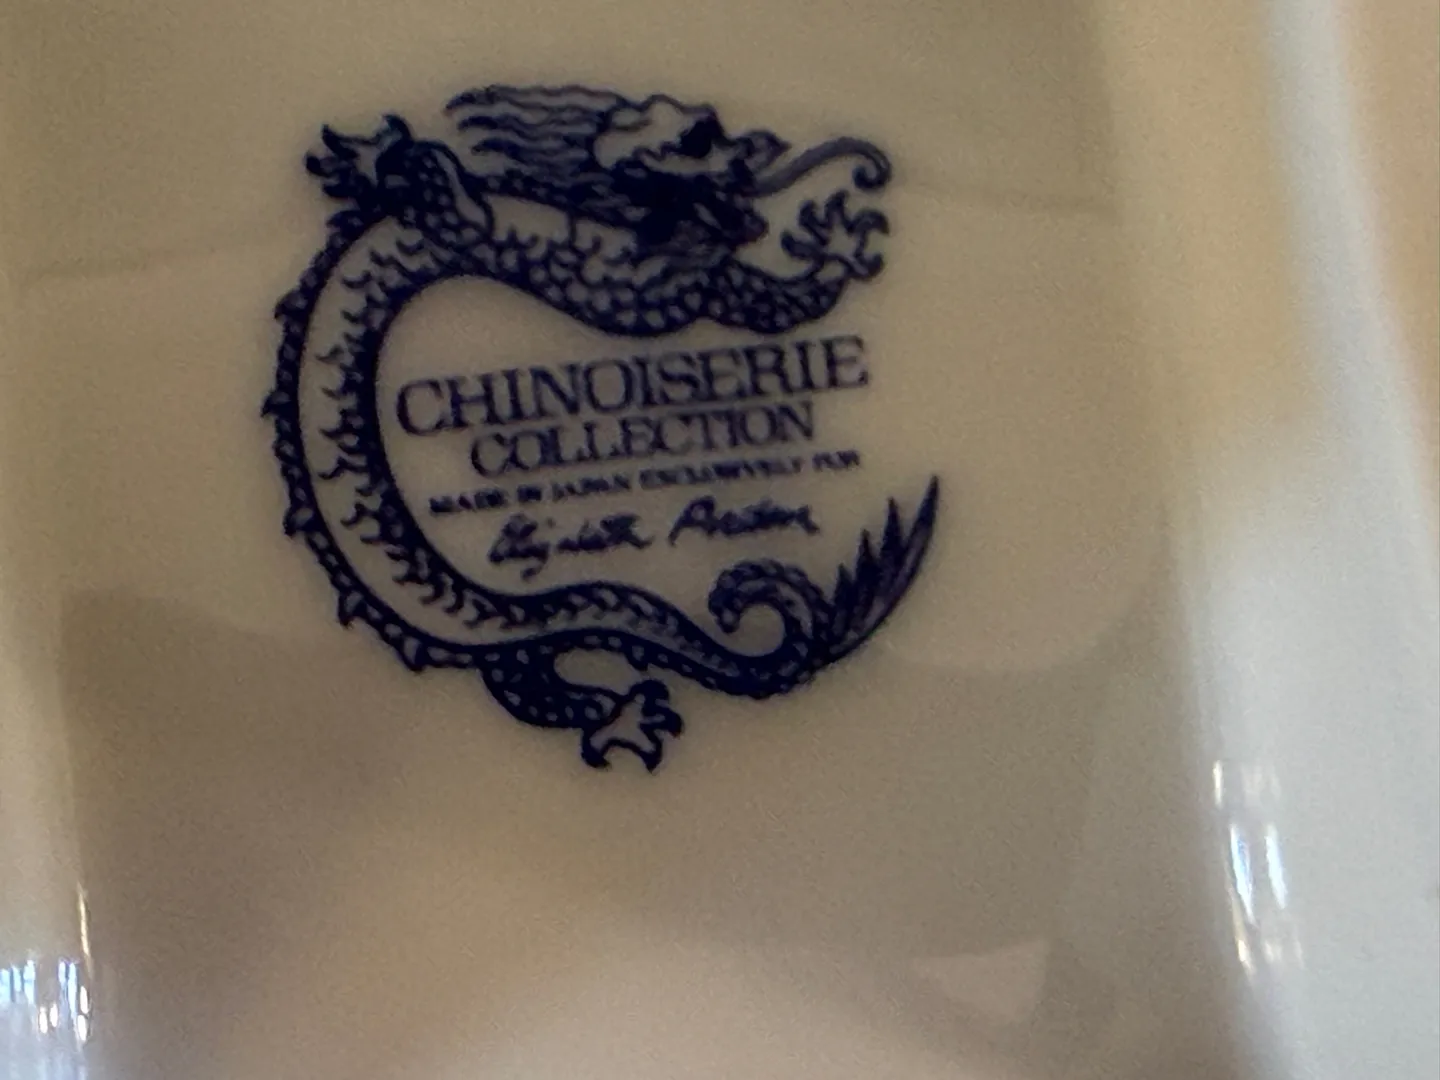 CHINOISERIE
COLLECTION
MADE IN JAPAN EXCLUSIVELY FOR
Elizabeth Arden